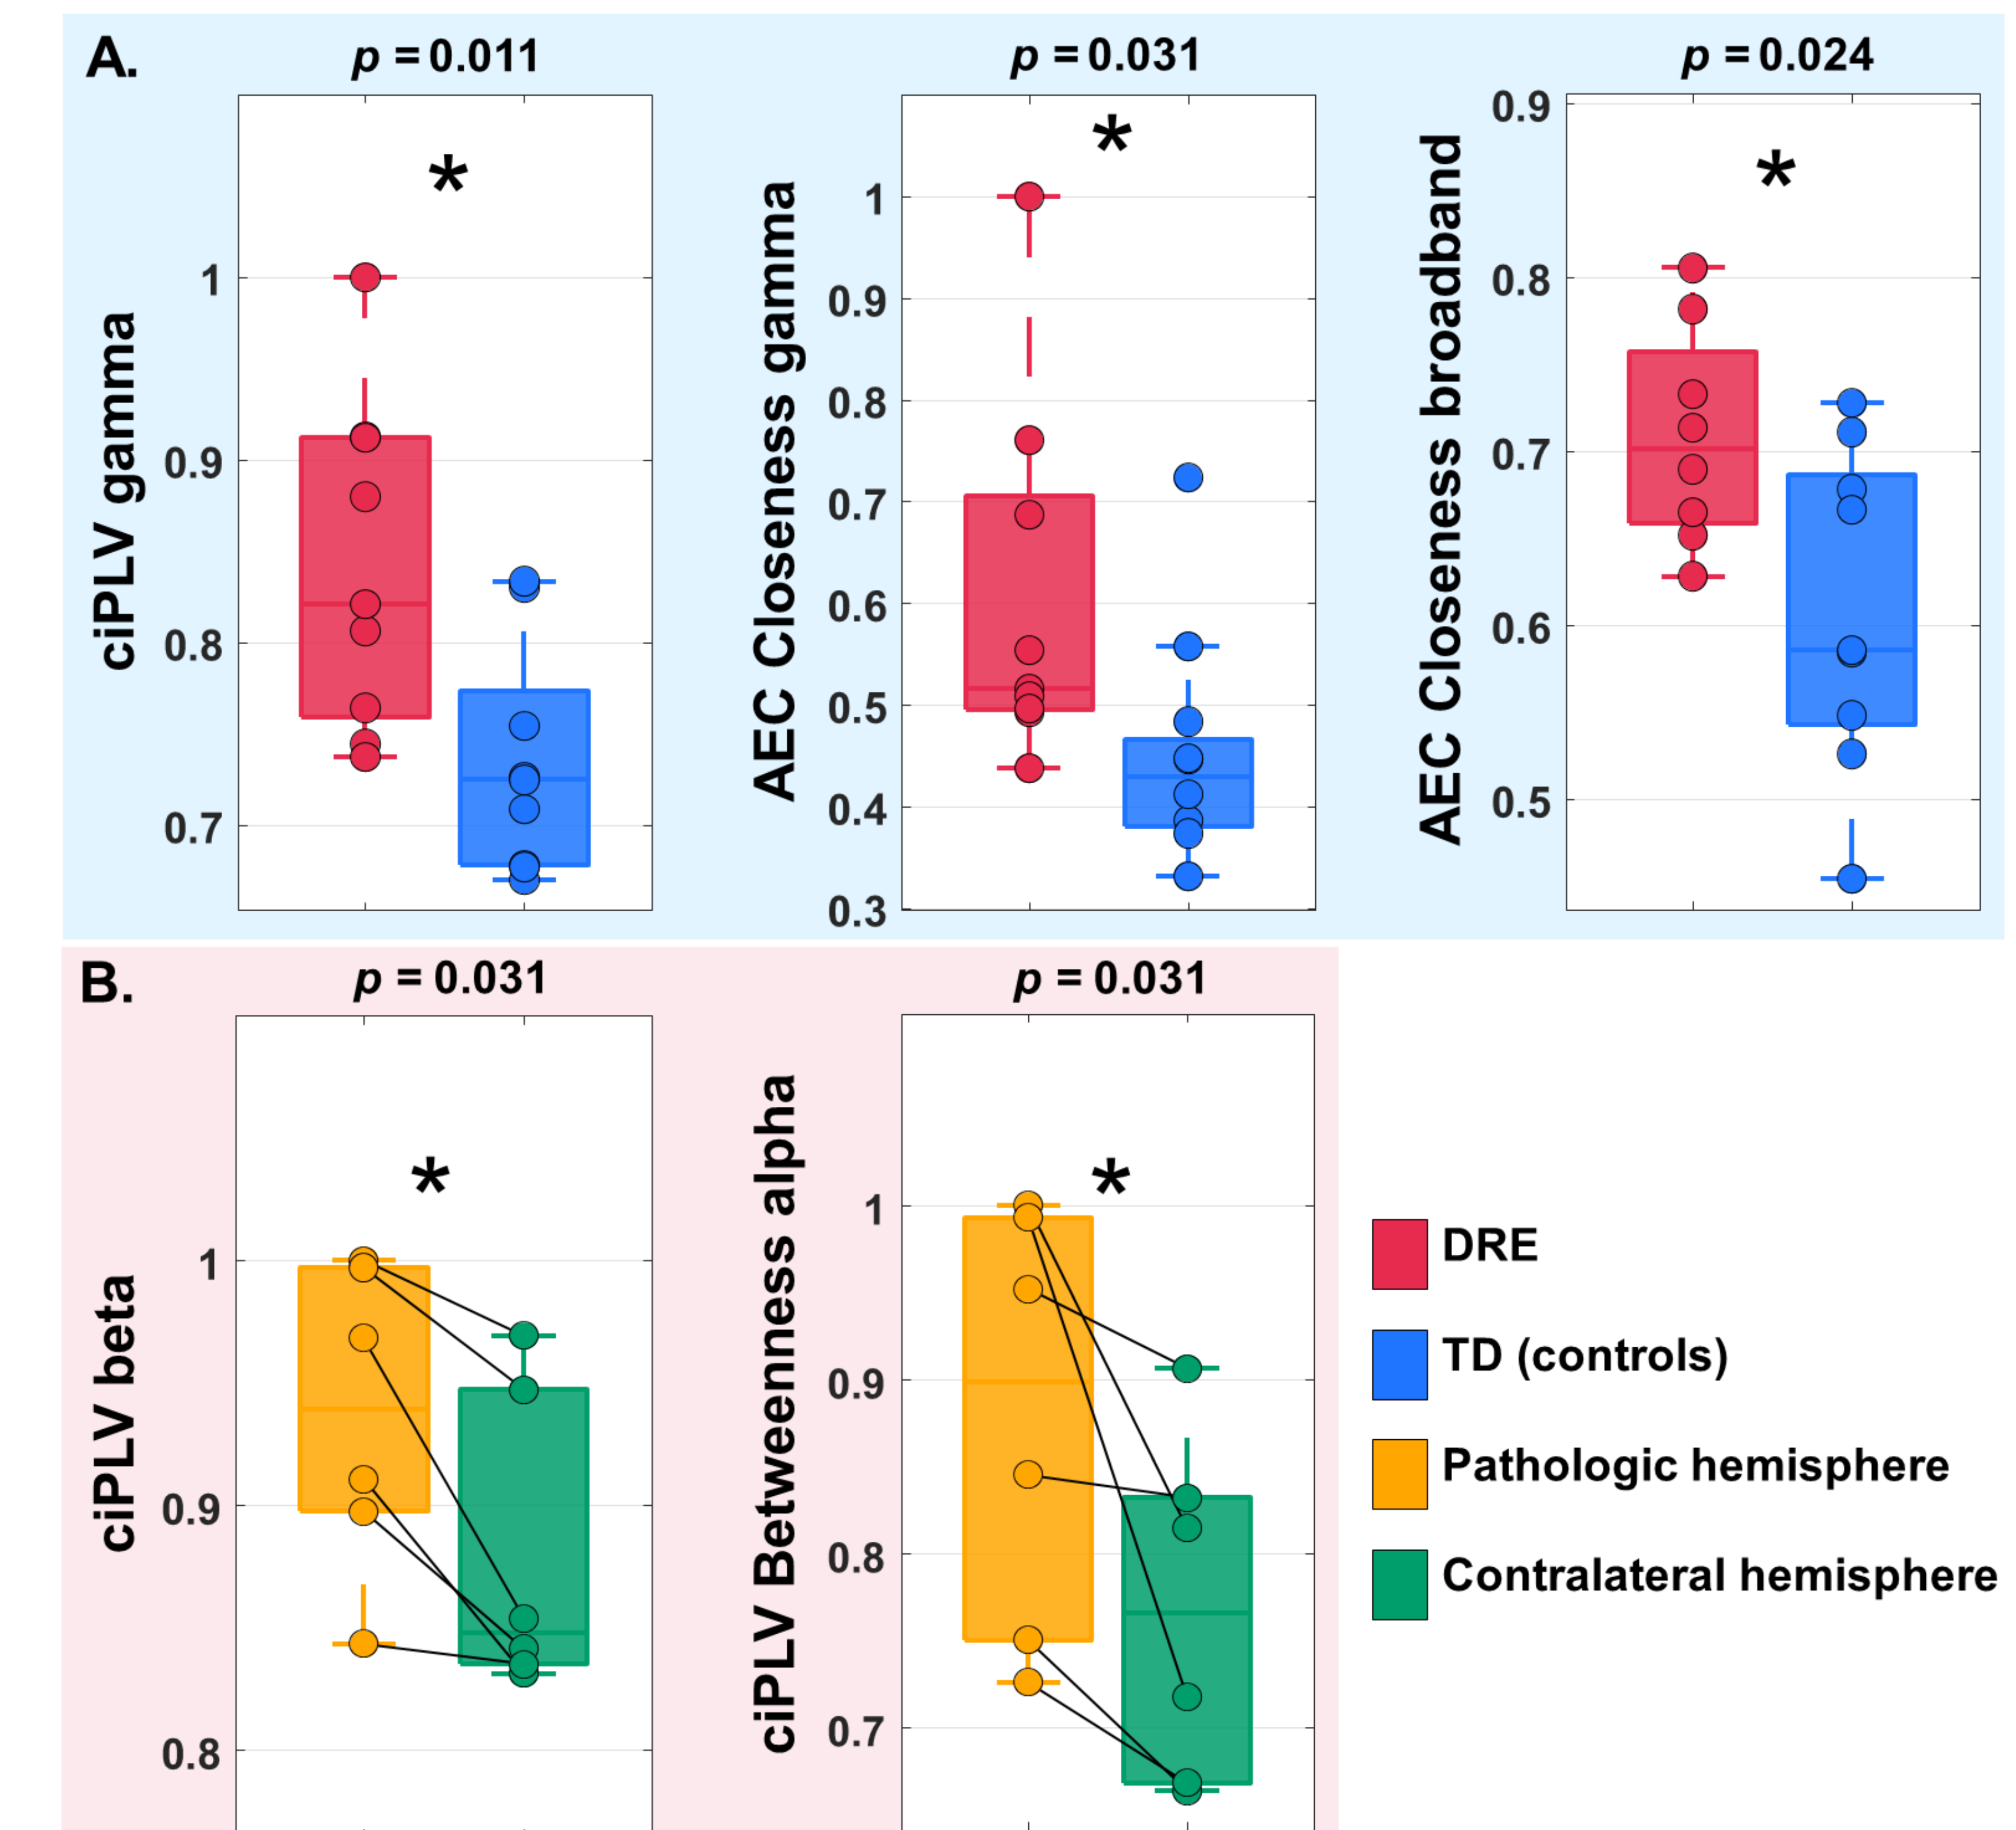 A.
p = 0.011
p = 0.031
p = 0.024
ciPLV gamma
1
0.9
0.8
0.7
*
AEC Closeness gamma
1
0.9
0.8
0.7
0.6
0.5
0.4
0.3
*
AEC Closeness broadband
0.9
0.8
0.7
0.6
0.5
*
B.
p = 0.031
p = 0.031
ciPLV beta
1
0.9
0.8
*
ciPLV Betweenness alpha
1
0.9
0.8
0.7
*
DRE
TD (controls)
Pathologic hemisphere
Contralateral hemisphere